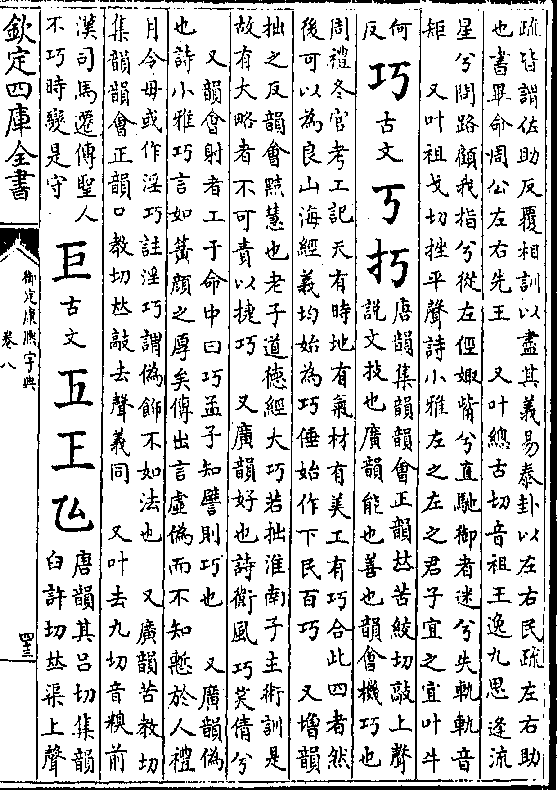 疏皆謂佐助反覆相訓以盡其義易泰卦以左右民疏左右助
也書畢命周公左右先王　又叶總古切音祖王逸九思逢流
星兮問路顧我指兮從左俓娵觜兮直馳御者迷兮失軌軌音
矩　又叶祖戈切挫平聲詩小雅左之左之君子宜之宜叶牛
何
反
巧古文丂㧅
唐韻集韻韻會正韻𠀤苦絞切敲上聲
說文技也廣韻能也善也韻會機巧也
周禮冬官考工記天有時地有氣材有美工有巧合此四者然
後可以為良山海經義均始為巧倕始作下民百巧　又增韻
拙之反韻會黠慧也老子道德經大巧若拙淮南子主術訓是
故有大略者不可責以捷巧　又廣韻好也詩衛風巧笑倩兮
又韻會射者工于命中曰巧孟子知譬則巧也　又廣韻偽
也詩小雅巧言如簧顏之厚矣傳出言虛偽而不知慙於人禮
月令毋或作淫巧註淫巧謂偽飾不如法也　又廣韻苦教切
集韻韻會正韻口教切𠀤敲去聲義同　又叶去九切音糗前
漢司馬遷傳聖人
不巧時變是守
巨古文𠄠𢀑𢀓
唐韻其呂切集韻
臼許切𠀤渠上聲
欽定四庫全書
御定康熙字典
卷八
四三